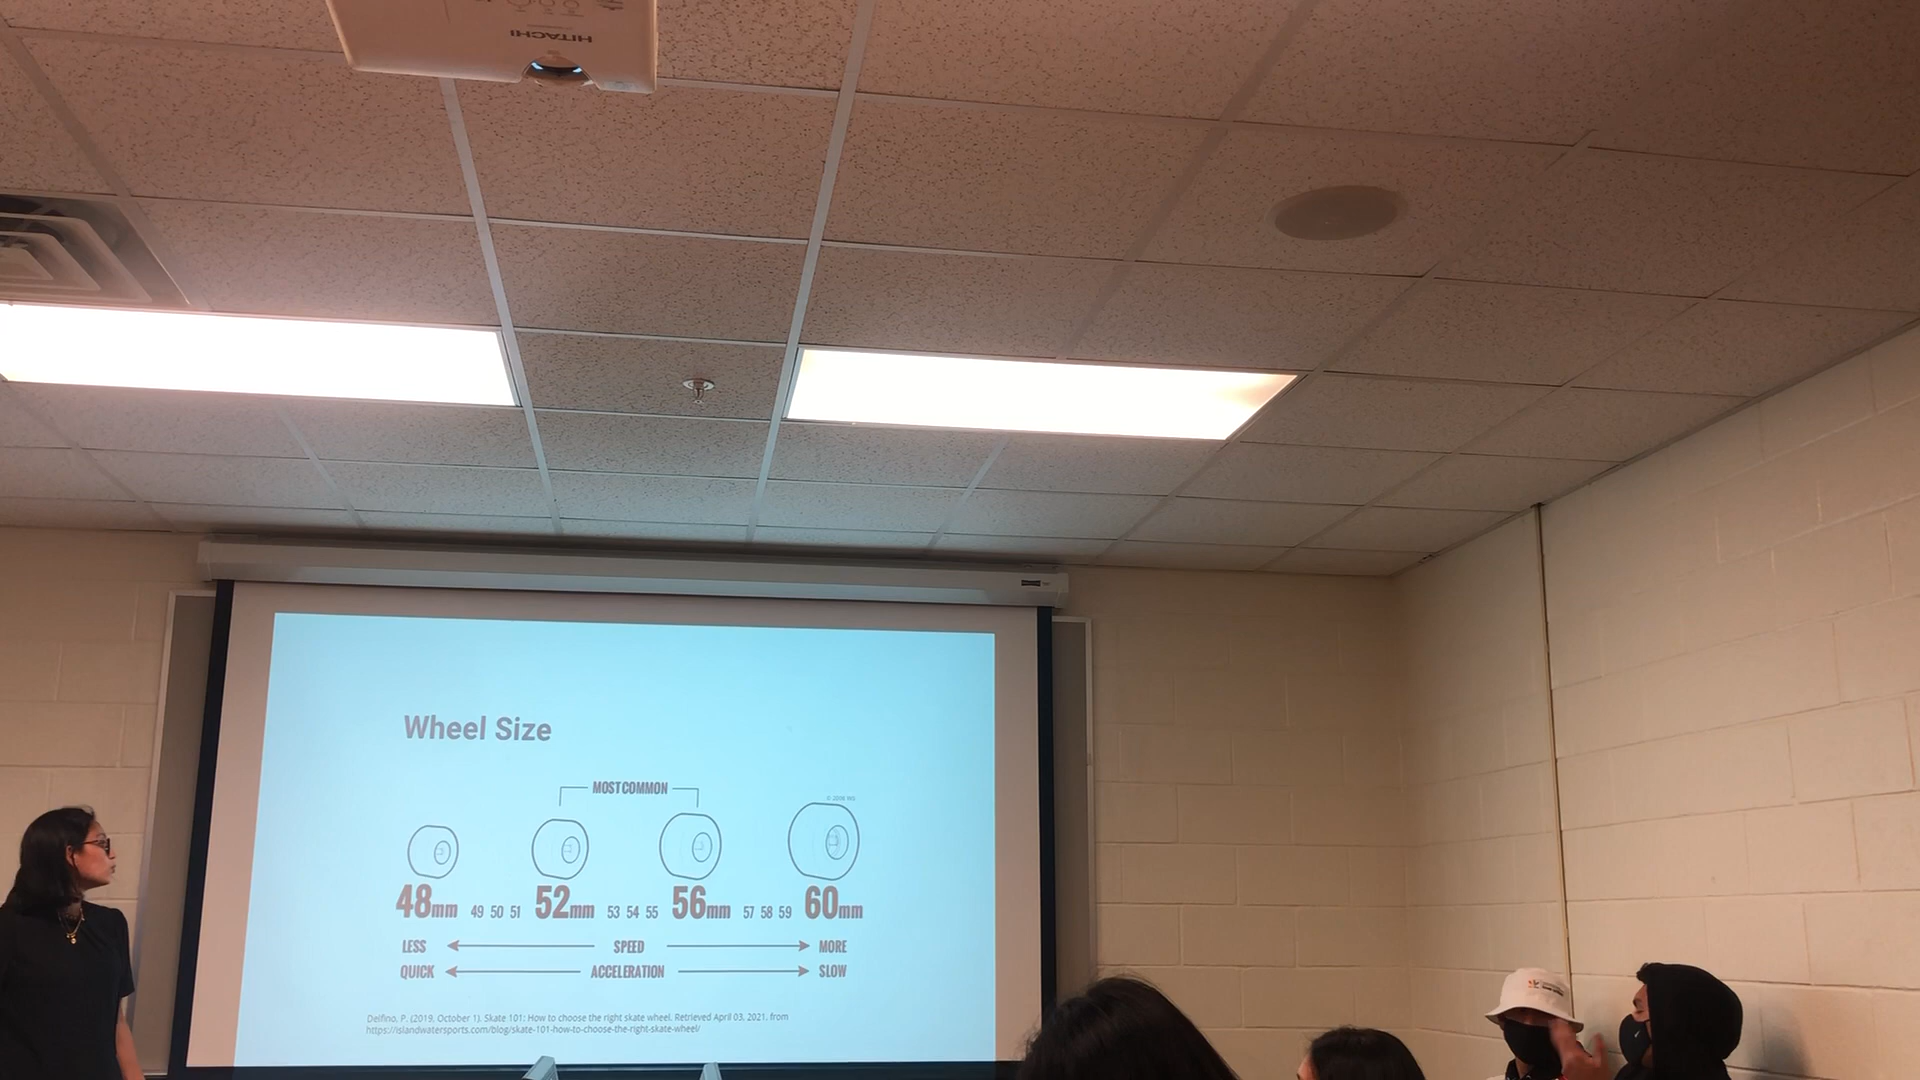 HITACHI
Wheel Size
MOST COMMON
48mm 49 50 51 52mm 53 54 55 56mm 57 58 59 60mm
LESS SPEED MORE
QUICK ACCELERATION SLOW
Delfino, P. (2019, October 1). Skate 101: How to choose the right skate wheel. Retrieved April 03, 2021, from
https://islandwatersports.com/blog/skate-101-how-to-choose-the-right-skate-wheel/